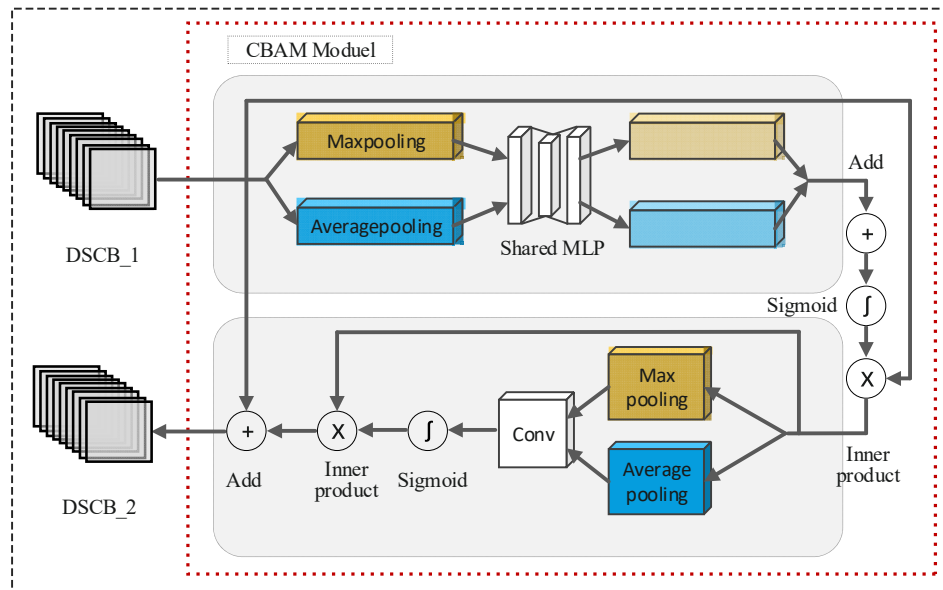 CBAM Moduel
Maxpooling
Averagepooling
Shared MLP
Add
+
Sigmoid
∫
X
Inner
product
DSCB_1
Max
pooling
Average
pooling
Conv
∫
Sigmoid
X
Inner
product
+
Add
DSCB_2